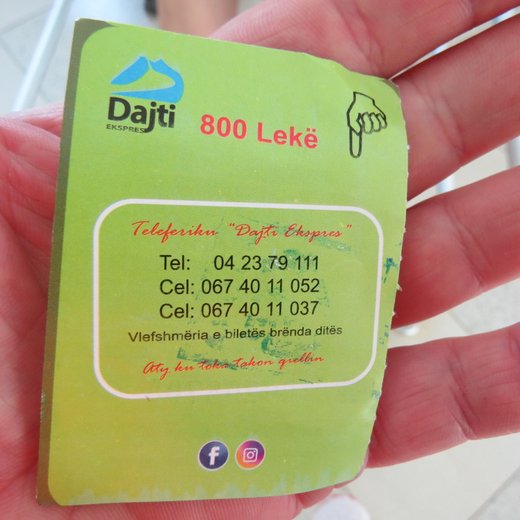 Dajti
EKSPRES
800 Lekë
Teleferiku "Dajti Ekspres"
Tel: 04 23 79 111
Cel: 067 40 11 052
Cel: 067 40 11 037
Vlefshmëria e biletës brënda ditës
Aty ku toka takon qiellin